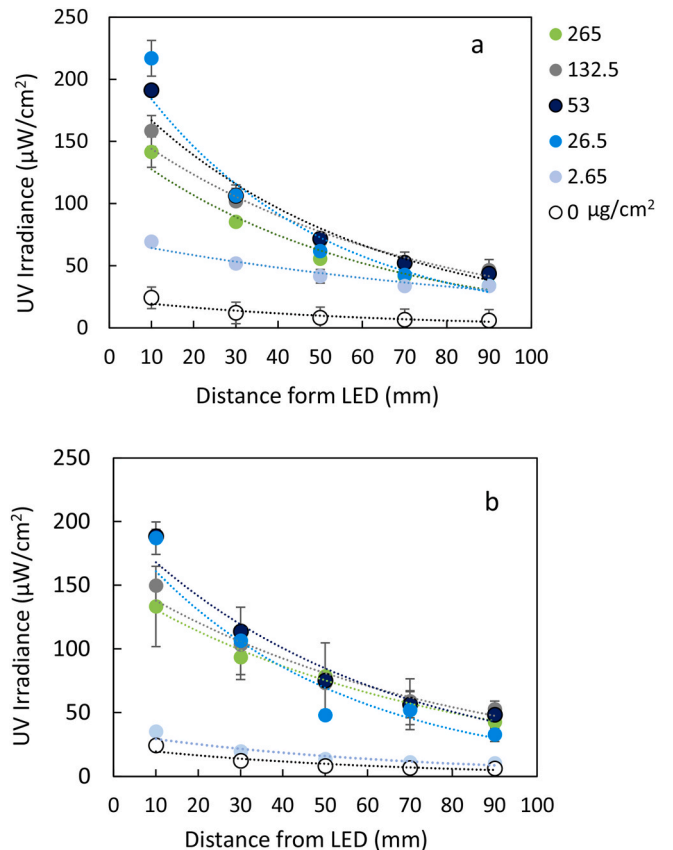 250
200
150
100
50
0
UV Irradiance (µW/cm²)
a
0 10 20 30 40 50 60 70 80 90 100
Distance form LED (mm)
265
132.5
53
26.5
2.65
0 µg/cm²
250
200
150
100
50
0
UV Irradiance (µW/cm²)
b
0 10 20 30 40 50 60 70 80 90 100
Distance from LED (mm)